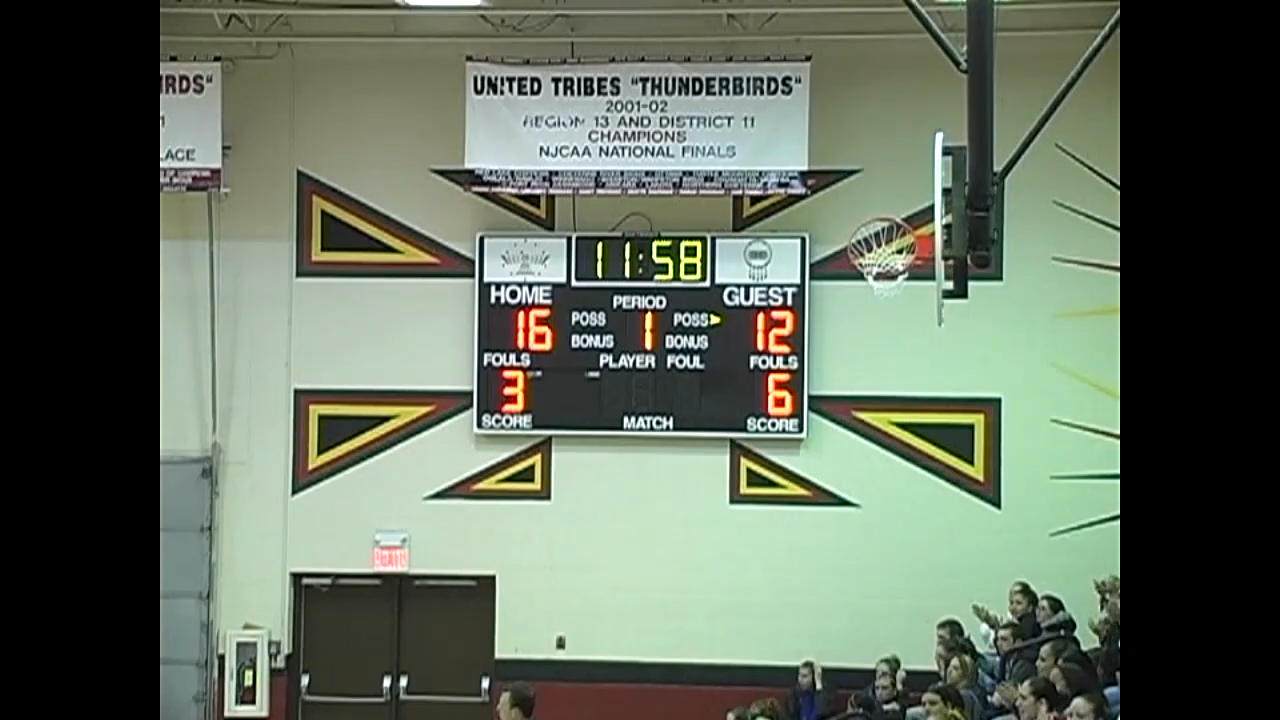 IRDS"
UNITED TRIBES "THUNDERBIRDS"
2001-02
REGION 13 AND DISTRICT 11
CHAMPIONS
NJCAA NATIONAL FINALS
LACE
11:58
HOME
PERIOD
GUEST
16
POSS
1
POSS
12
BONUS
BONUS
FOULS
PLAYER FOUL
FOULS
3
6
SCORE
MATCH
SCORE
EXIT